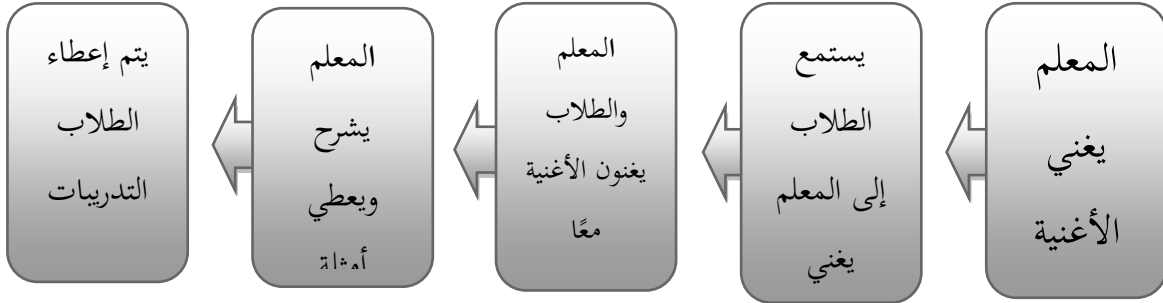 المعلم
يغني
الأغنية
يستمع
الطلاب
إلى المعلم
يغني
المعلم
والطلاب
يغنون الأغنية
معًا
المعلم
يشرح
ويعطي
أمثلة
يتم إعطاء
الطلاب
التدريبات